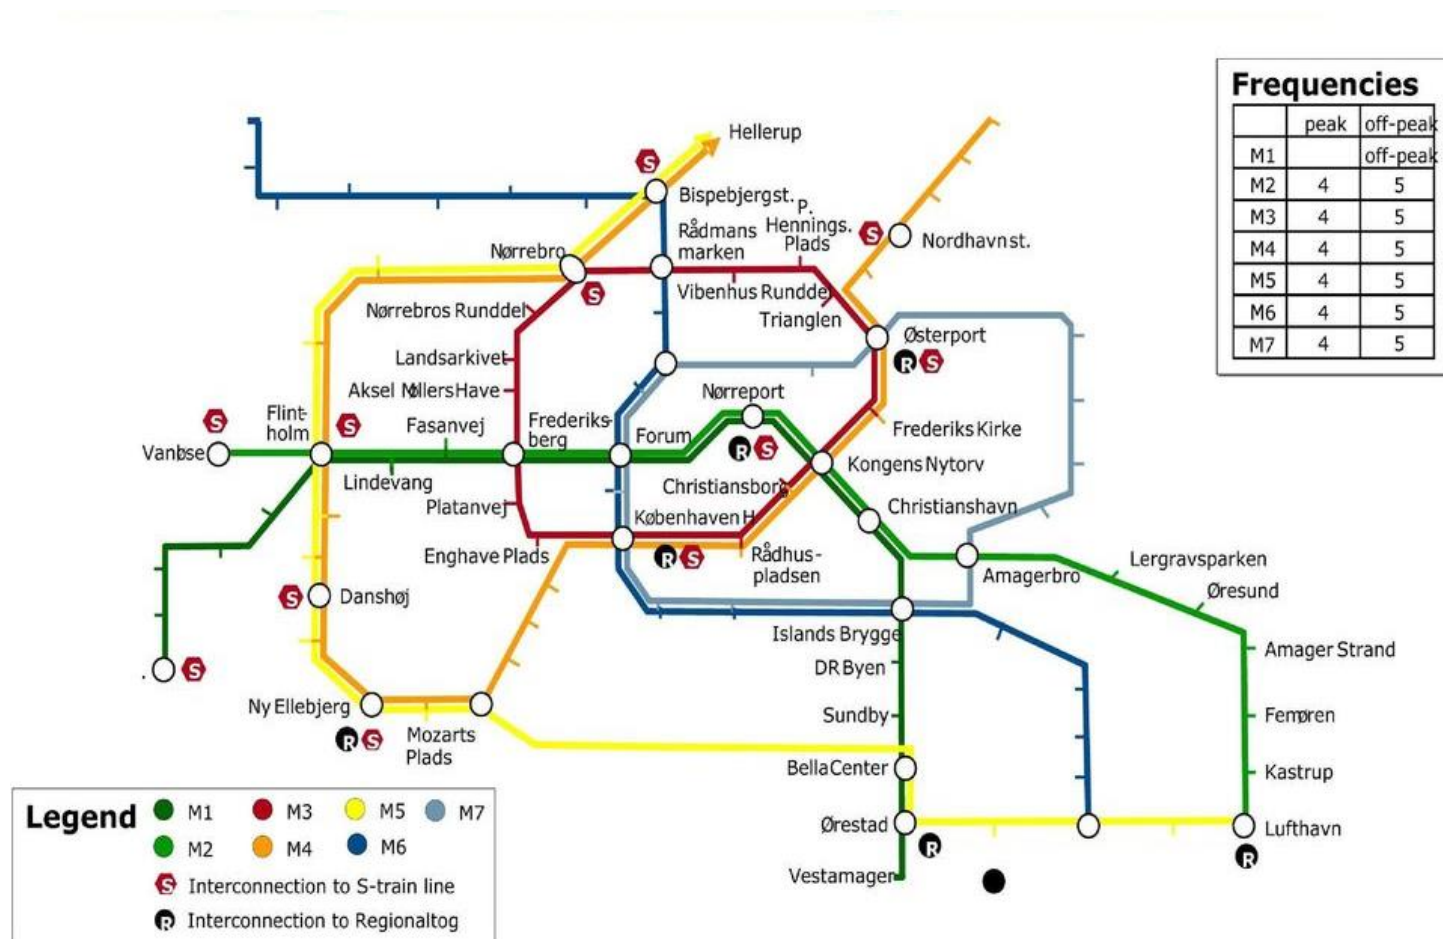 Frequencies
peak off-peak
M1 off-peak
M2 4 5
M3 4 5
M4 4 5
M5 4 5
M6 4 5
M7 4 5
Hellerup
S
Bispebjergst.
P.
Hennings.
Plads
S
Nordhavnst.
Rådmans
marken
Nørrebro
S
Vibenhus Runddel
Trianglen
Nørrebros Runddel
Østerport
R S
Landsarkivet
Aksel Møllers Have
Nørreport
R S
Frederiks Kirke
S
Vanløse
Flint-
holm
S
Fasanvej
Frederiks-
berg
Forum
Kongens Nytorv
Lindevang
Christiansborg
Christianshavn
Platanvej
København H
R S
Enghave Plads
Rådhus-
pladsen
Amagerbro
Lergravsparken
Øresund
S
Danshøj
Islands Brygge
Amager Strand
. S
DR Byen
Ny Ellebjerg
R S
Mozarts
Plads
Sundby
Femøren
Bella Center
Kastrup
Ørestad
R
Lufthavn
R
Vestamager
Legend
M1 M3 M5 M7
M2 M4 M6
S Interconnection to S-train line
R Interconnection to Regionaltog